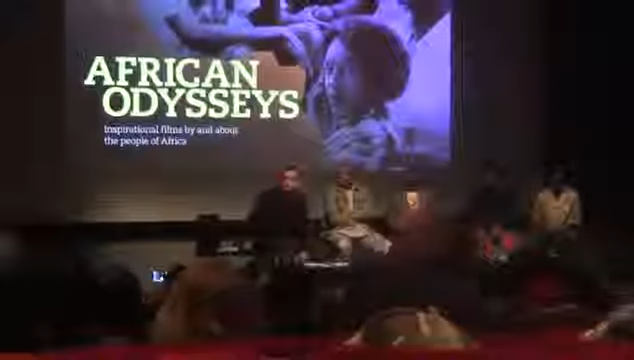 AFRICAN
ODYSSEYS
Inspirational films by and about
the people of Africa